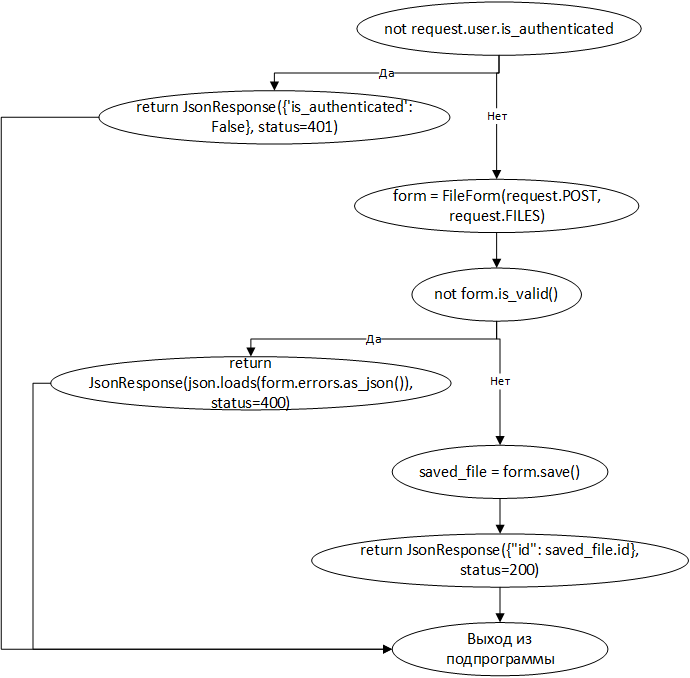 not request.user.is_authenticated
Да
return JsonResponse({'is_authenticated':
False}, status=401)
Нет
form = FileForm(request.POST,
request.FILES)
not form.is_valid()
Да
return
JsonResponse(json.loads(form.errors.as_json()),
status=400)
Нет
saved_file = form.save()
return JsonResponse({"id": saved_file.id},
status=200)
Выход из
подпрограммы